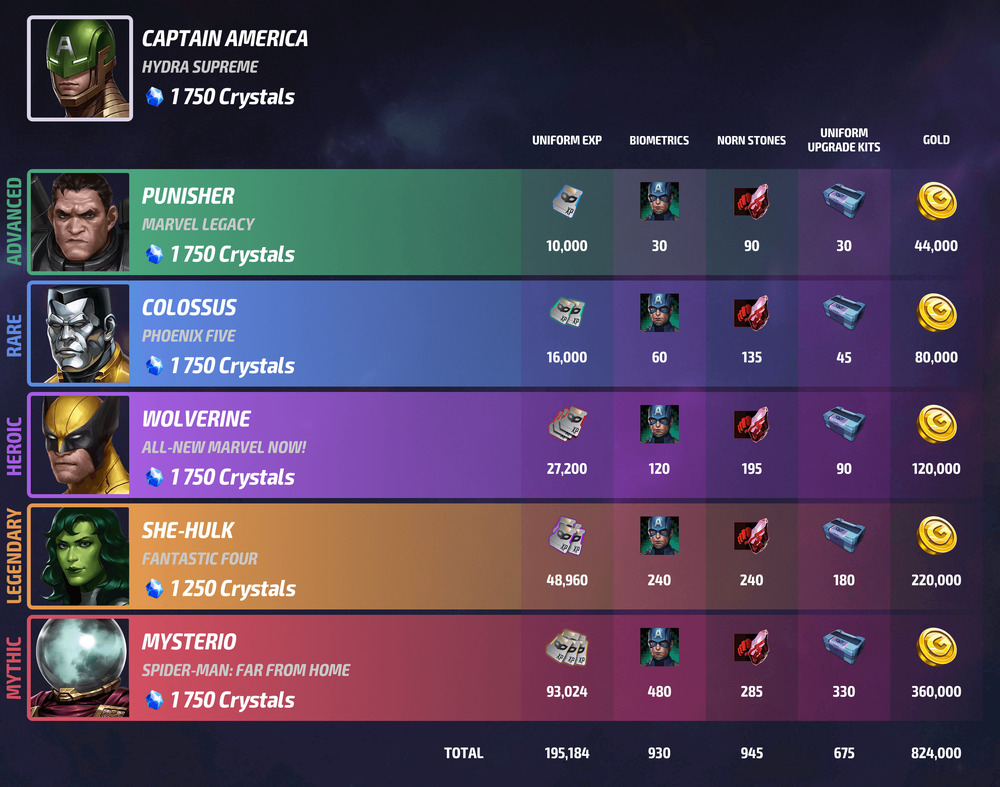 CAPTAIN AMERICA
HYDRA SUPREME
1 750 Crystals
UNIFORM EXP BIOMETRICS NORN STONES UNIFORM UPGRADE KITS GOLD
ADVANCED
PUNISHER
MARVEL LEGACY
1 750 Crystals
10,000 30 90 30 44,000
RARE
COLOSSUS
PHOENIX FIVE
1 750 Crystals
16,000 60 135 45 80,000
HEROIC
WOLVERINE
ALL-NEW MARVEL NOW!
1 750 Crystals
27,200 120 195 90 120,000
LEGENDARY
SHE-HULK
FANTASTIC FOUR
1 250 Crystals
48,960 240 240 180 220,000
MYTHIC
MYSTERIO
SPIDER-MAN: FAR FROM HOME
1 750 Crystals
93,024 480 285 330 360,000
TOTAL 195,184 930 945 675 824,000